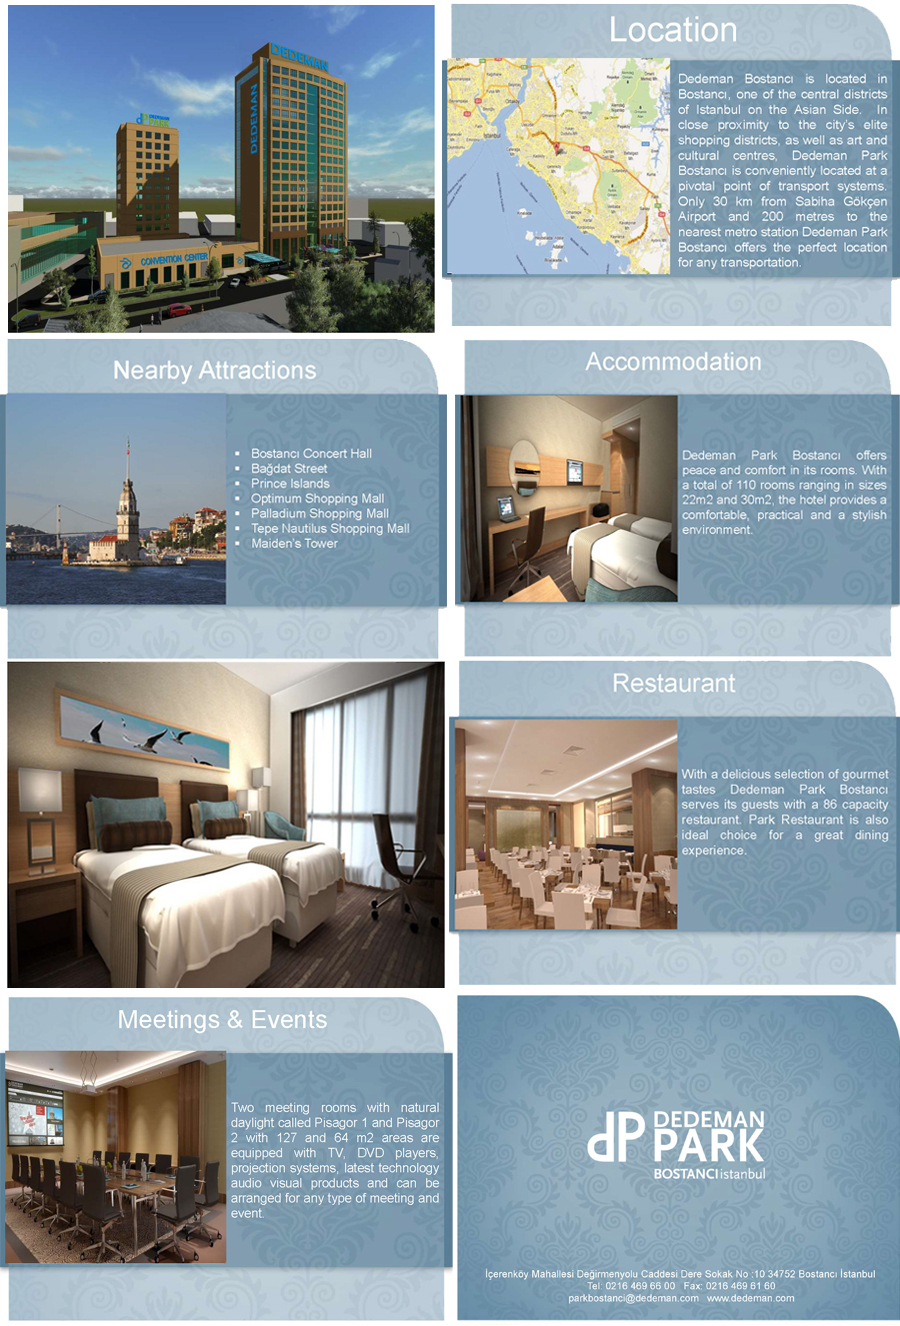 DEDEMAN
DEDEMAN
DEDEMAN
PARK
CONVENTION CENTER
Location
Dedeman Bostancı is located in
Bostancı, one of the central districts
of Istanbul on the Asian Side. In
close proximity to the city's elite
shopping districts, as well as art and
cultural centres, Dedeman Park
Bostancı is conveniently located at a
pivotal point of transport systems.
Only 30 km from Sabiha Gökçen
Airport and 200 metres to the
nearest metro station Dedeman Park
Bostancı offers the perfect location
for any transportation.
Nearby Attractions
▪ Bostancı Concert Hall
▪ Bağdat Street
▪ Prince Islands
▪ Optimum Shopping Mall
▪ Palladium Shopping Mall
▪ Tepe Nautilus Shopping Mall
▪ Maiden's Tower
Accommodation
Dedeman Park Bostancı offers
peace and comfort in its rooms. With
a total of 110 rooms ranging in sizes
22m2 and 30m2, the hotel provides a
comfortable, practical and a stylish
environment.
Restaurant
With a delicious selection of gourmet
tastes Dedeman Park Bostancı
serves its guests with a 86 capacity
restaurant. Park Restaurant is also
ideal choice for a great dining
experience.
Meetings & Events
Two meeting rooms with natural
daylight called Pisagor 1 and Pisagor
2 with 127 and 64 m2 areas are
equipped with TV, DVD players,
projection systems, latest technology
audio visual products and can be
arranged for any type of meeting and
event.
dP DEDEMAN
PARK
BOSTANCI istanbul
İçerenköy Mahallesi Değirmenyolu Caddesi Dere Sokak No :10 34752 Bostancı İstanbul
Tel: 0216 469 66 00 Fax: 0216 469 61 60
parkbostanci@dedeman.com www.dedeman.com